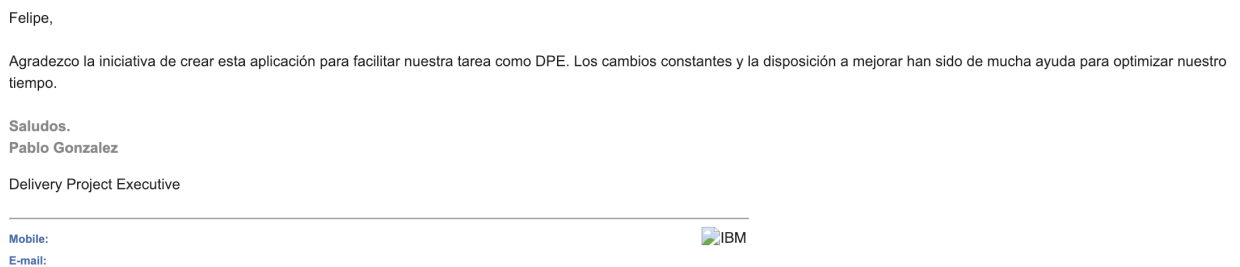 Felipe,
Agradezco la iniciativa de crear esta aplicación para facilitar nuestra tarea como DPE. Los cambios constantes y la disposición a mejorar han sido de mucha ayuda para optimizar nuestro
tiempo.
Saludos.
Pablo Gonzalez
Delivery Project Executive
Mobile:
IBM
E-mail: